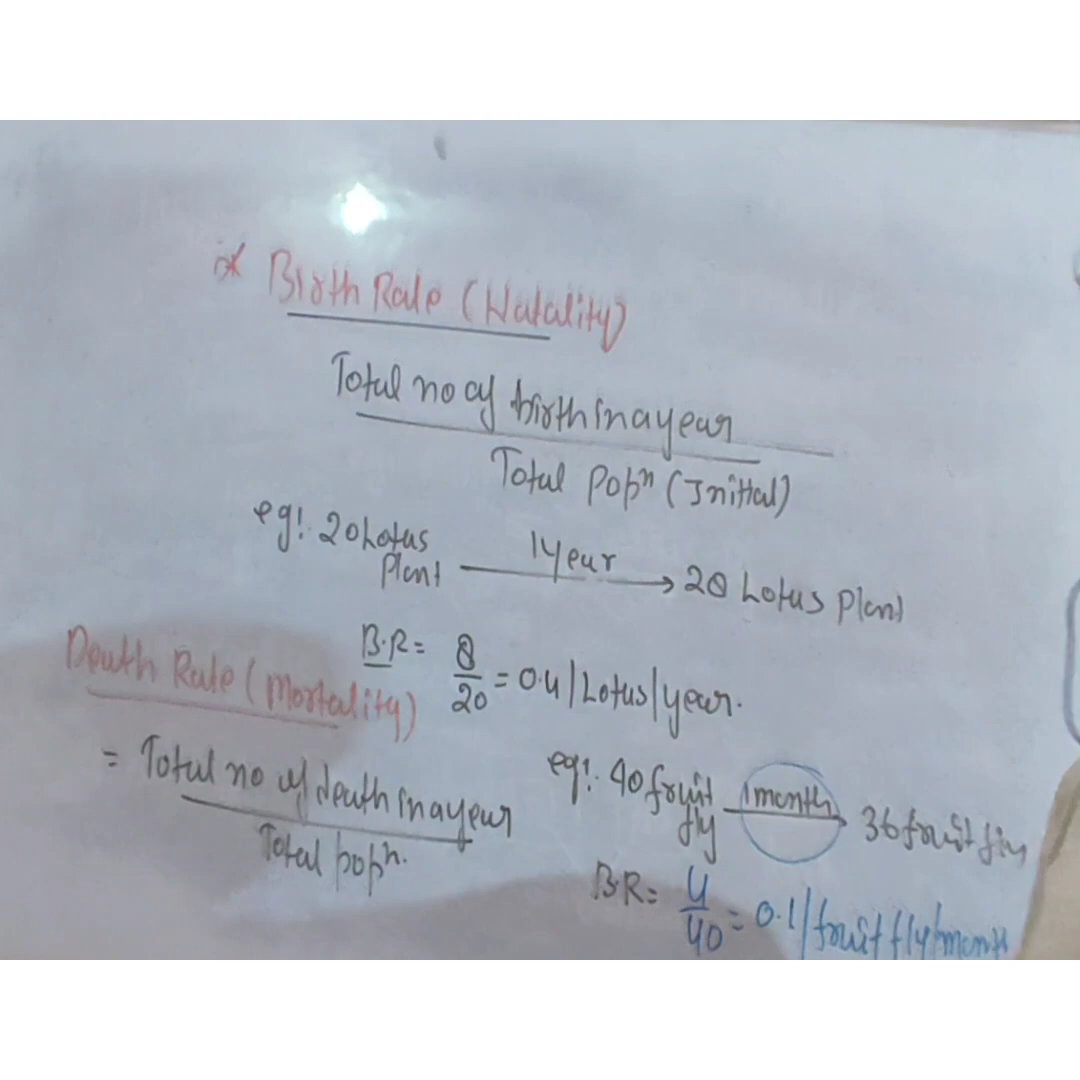 * Birth Rate (Natality)
Total no of birth in a year
Total popⁿ (Initial)
eg:. 20 Lotus Plant 1 year → 28 Lotus Plant
B.R = 8/20 = 0.4/Lotus/year.
Death Rate (Mortality)
= Total no of death in a year
Total popⁿ.
eg:. 40 fruit fly 1 month → 36 fruit fly
B.R = 4/40 = 0.1/fruit fly/month